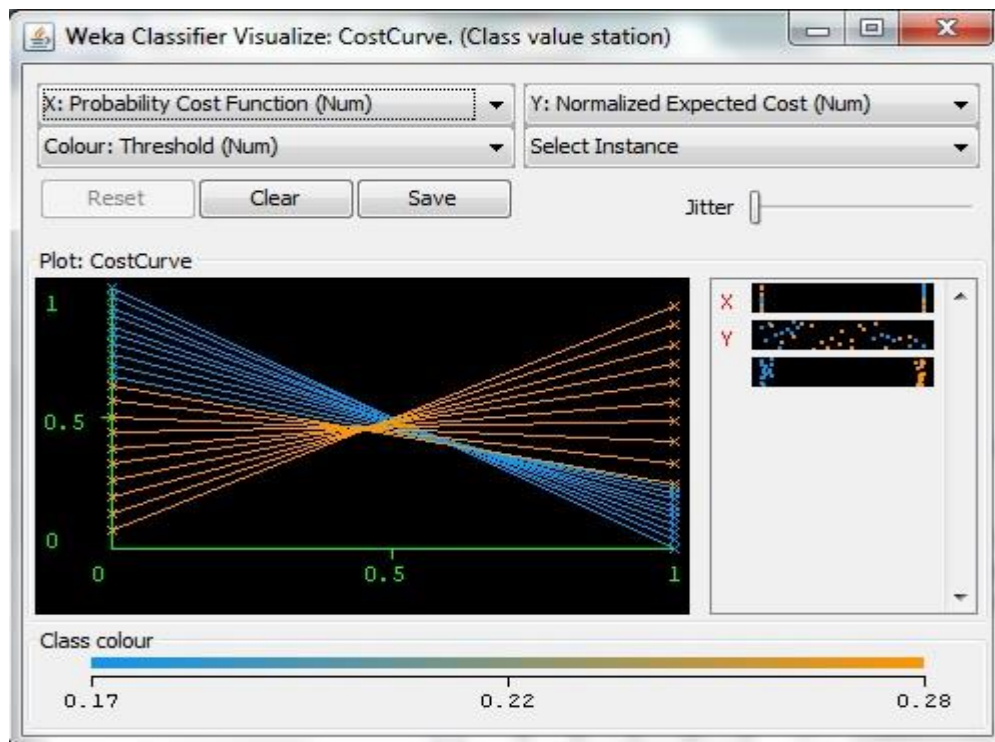 Weka Classifier Visualize: CostCurve. (Class value station)
X: Probability Cost Function (Num)
Y: Normalized Expected Cost (Num)
Colour: Threshold (Num)
Select Instance
Reset
Clear
Save
Jitter
Plot: CostCurve
1
0.5
0
0
0.5
1
X
Y
Class colour
0.17
0.22
0.28